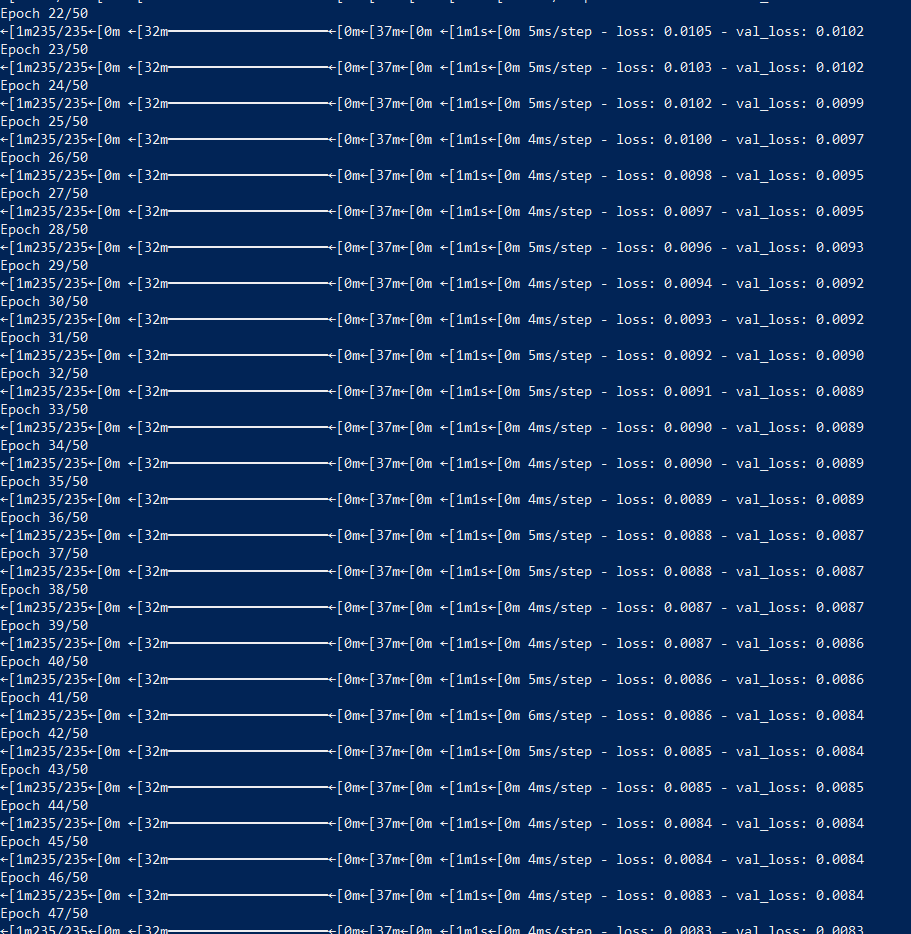 Epoch 22/50
←[1m235/235←[0m ←[32m━━━━━━━━━━━━━━━━━━━━←[0m←[37m←[0m ←[1m1s←[0m 5ms/step - loss: 0.0105 - val_loss: 0.0102
Epoch 23/50
←[1m235/235←[0m ←[32m━━━━━━━━━━━━━━━━━━━━←[0m←[37m←[0m ←[1m1s←[0m 5ms/step - loss: 0.0103 - val_loss: 0.0102
Epoch 24/50
←[1m235/235←[0m ←[32m━━━━━━━━━━━━━━━━━━━━←[0m←[37m←[0m ←[1m1s←[0m 5ms/step - loss: 0.0102 - val_loss: 0.0099
Epoch 25/50
←[1m235/235←[0m ←[32m━━━━━━━━━━━━━━━━━━━━←[0m←[37m←[0m ←[1m1s←[0m 4ms/step - loss: 0.0100 - val_loss: 0.0097
Epoch 26/50
←[1m235/235←[0m ←[32m━━━━━━━━━━━━━━━━━━━━←[0m←[37m←[0m ←[1m1s←[0m 4ms/step - loss: 0.0098 - val_loss: 0.0095
Epoch 27/50
←[1m235/235←[0m ←[32m━━━━━━━━━━━━━━━━━━━━←[0m←[37m←[0m ←[1m1s←[0m 4ms/step - loss: 0.0097 - val_loss: 0.0095
Epoch 28/50
←[1m235/235←[0m ←[32m━━━━━━━━━━━━━━━━━━━━←[0m←[37m←[0m ←[1m1s←[0m 5ms/step - loss: 0.0096 - val_loss: 0.0093
Epoch 29/50
←[1m235/235←[0m ←[32m━━━━━━━━━━━━━━━━━━━━←[0m←[37m←[0m ←[1m1s←[0m 4ms/step - loss: 0.0094 - val_loss: 0.0092
Epoch 30/50
←[1m235/235←[0m ←[32m━━━━━━━━━━━━━━━━━━━━←[0m←[37m←[0m ←[1m1s←[0m 4ms/step - loss: 0.0093 - val_loss: 0.0092
Epoch 31/50
←[1m235/235←[0m ←[32m━━━━━━━━━━━━━━━━━━━━←[0m←[37m←[0m ←[1m1s←[0m 5ms/step - loss: 0.0092 - val_loss: 0.0090
Epoch 32/50
←[1m235/235←[0m ←[32m━━━━━━━━━━━━━━━━━━━━←[0m←[37m←[0m ←[1m1s←[0m 5ms/step - loss: 0.0091 - val_loss: 0.0089
Epoch 33/50
←[1m235/235←[0m ←[32m━━━━━━━━━━━━━━━━━━━━←[0m←[37m←[0m ←[1m1s←[0m 4ms/step - loss: 0.0090 - val_loss: 0.0089
Epoch 34/50
←[1m235/235←[0m ←[32m━━━━━━━━━━━━━━━━━━━━←[0m←[37m←[0m ←[1m1s←[0m 4ms/step - loss: 0.0090 - val_loss: 0.0089
Epoch 35/50
←[1m235/235←[0m ←[32m━━━━━━━━━━━━━━━━━━━━←[0m←[37m←[0m ←[1m1s←[0m 4ms/step - loss: 0.0089 - val_loss: 0.0089
Epoch 36/50
←[1m235/235←[0m ←[32m━━━━━━━━━━━━━━━━━━━━←[0m←[37m←[0m ←[1m1s←[0m 5ms/step - loss: 0.0088 - val_loss: 0.0087
Epoch 37/50
←[1m235/235←[0m ←[32m━━━━━━━━━━━━━━━━━━━━←[0m←[37m←[0m ←[1m1s←[0m 5ms/step - loss: 0.0088 - val_loss: 0.0087
Epoch 38/50
←[1m235/235←[0m ←[32m━━━━━━━━━━━━━━━━━━━━←[0m←[37m←[0m ←[1m1s←[0m 4ms/step - loss: 0.0087 - val_loss: 0.0087
Epoch 39/50
←[1m235/235←[0m ←[32m━━━━━━━━━━━━━━━━━━━━←[0m←[37m←[0m ←[1m1s←[0m 4ms/step - loss: 0.0087 - val_loss: 0.0086
Epoch 40/50
←[1m235/235←[0m ←[32m━━━━━━━━━━━━━━━━━━━━←[0m←[37m←[0m ←[1m1s←[0m 5ms/step - loss: 0.0086 - val_loss: 0.0086
Epoch 41/50
←[1m235/235←[0m ←[32m━━━━━━━━━━━━━━━━━━━━←[0m←[37m←[0m ←[1m1s←[0m 6ms/step - loss: 0.0086 - val_loss: 0.0084
Epoch 42/50
←[1m235/235←[0m ←[32m━━━━━━━━━━━━━━━━━━━━←[0m←[37m←[0m ←[1m1s←[0m 5ms/step - loss: 0.0085 - val_loss: 0.0084
Epoch 43/50
←[1m235/235←[0m ←[32m━━━━━━━━━━━━━━━━━━━━←[0m←[37m←[0m ←[1m1s←[0m 4ms/step - loss: 0.0085 - val_loss: 0.0085
Epoch 44/50
←[1m235/235←[0m ←[32m━━━━━━━━━━━━━━━━━━━━←[0m←[37m←[0m ←[1m1s←[0m 4ms/step - loss: 0.0084 - val_loss: 0.0084
Epoch 45/50
←[1m235/235←[0m ←[32m━━━━━━━━━━━━━━━━━━━━←[0m←[37m←[0m ←[1m1s←[0m 4ms/step - loss: 0.0084 - val_loss: 0.0084
Epoch 46/50
←[1m235/235←[0m ←[32m━━━━━━━━━━━━━━━━━━━━←[0m←[37m←[0m ←[1m1s←[0m 4ms/step - loss: 0.0083 - val_loss: 0.0084
Epoch 47/50
←[1m235/235←[0m ←[32m━━━━━━━━━━━━━━━━━━━━←[0m←[37m←[0m ←[1m1s←[0m 4ms/step - loss: 0.0083 - val_loss: 0.0083